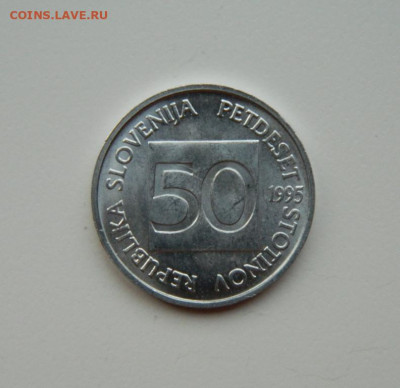 COINS.LAVE.RU
REPUBLIKA SLOVENIJA PETDESET STOTINOV
1995
50